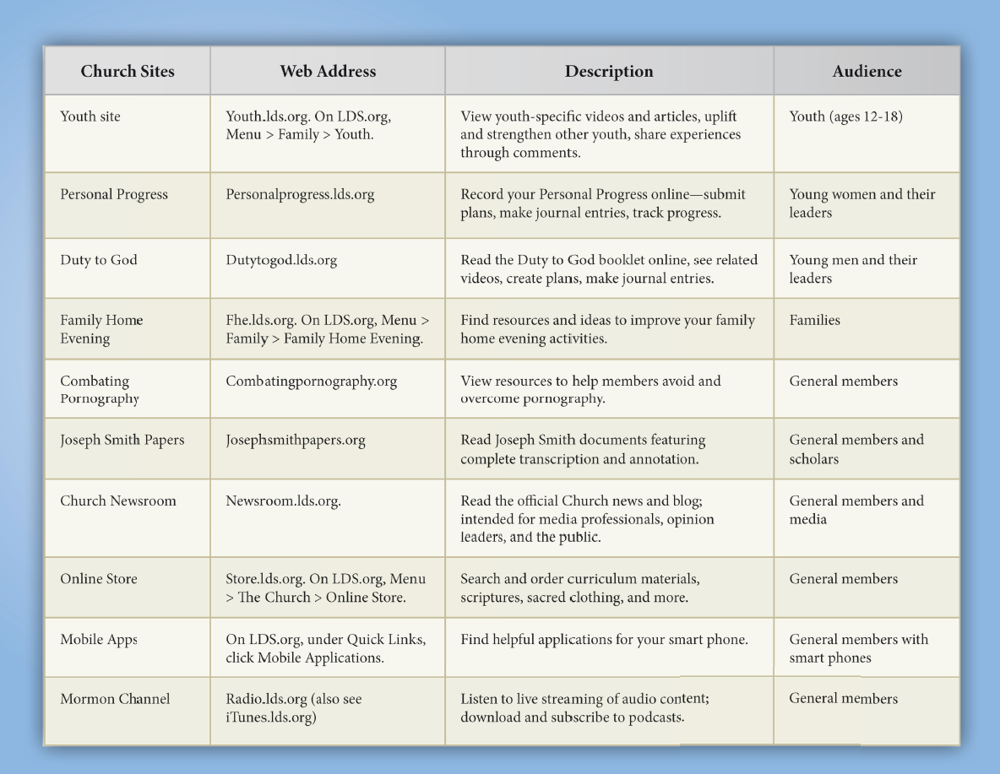 Church Sites
Web Address
Description
Audience
Youth site
Youth.lds.org. On LDS.org,
Menu > Family > Youth.
View youth-specific videos and articles, uplift
and strengthen other youth, share experiences
through comments.
Youth (ages 12-18)
Personal Progress
Personalprogress.lds.org
Record your Personal Progress online—submit
plans, make journal entries, track progress.
Young women and their
leaders
Duty to God
Dutytogod.lds.org
Read the Duty to God booklet online, see related
videos, create plans, make journal entries.
Young men and their
leaders
Family Home
Evening
Fhe.lds.org. On LDS.org, Menu >
Family > Family Home Evening.
Find resources and ideas to improve your family
home evening activities.
Families
Combating
Pornography
Combatingpornography.org
View resources to help members avoid and
overcome pornography.
General members
Joseph Smith Papers
Josephsmithpapers.org
Read Joseph Smith documents featuring
complete transcription and annotation.
General members and
scholars
Church Newsroom
Newsroom.lds.org.
Read the official Church news and blog;
intended for media professionals, opinion
leaders, and the public.
General members and
media
Online Store
Store.lds.org. On LDS.org, Menu
> The Church > Online Store.
Search and order curriculum materials,
scriptures, sacred clothing, and more.
General members
Mobile Apps
On LDS.org, under Quick Links,
click Mobile Applications.
Find helpful applications for your smart phone.
General members with
smart phones
Mormon Channel
Radio.lds.org (also see
iTunes.lds.org)
Listen to live streaming of audio content;
download and subscribe to podcasts.
General members